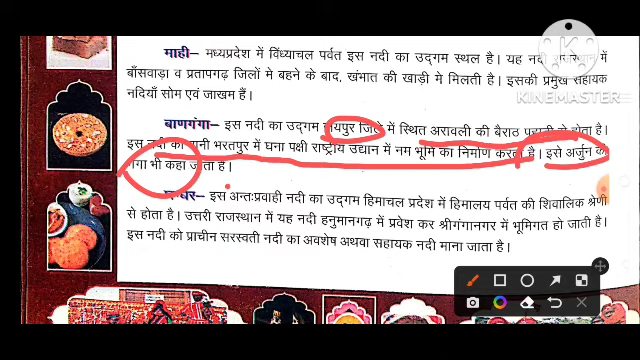 माही– मध्यप्रदेश में विंध्याचल पर्वत इस नदी का उद्गम स्थल है। यह नदी में
बाँसवाड़ा व प्रतापगढ़ जिलों मे बहने के बाद, खंभात की खाड़ी मे मिलती है। इसकी प्रमुख सहायक
नदियाँ सोम एवं जाखम हैं।
बाणगंगा– इस नदी का उद्गम जयपुर जिले में स्थित अरावली की बैराठ पहाड़ी से होता है।
इस नदी का पानी भरतपुर में घना पक्षी राष्ट्रीय उद्यान में नम भूमि का निर्माण करता है। इसे अर्जुन की
गंगा भी कहा जाता है।
घग्घर– इस अन्तःप्रवाही नदी का उद्गम हिमाचल प्रदेश में हिमालय पर्वत की शिवालिक श्रेणी
से होता है। उत्तरी राजस्थान में यह नदी हनुमानगढ़ में प्रवेश कर श्रीगंगानगर में भूमिगत हो जाती है।
इस नदी को प्राचीन सरस्वती नदी का अवशेष अथवा सहायक नदी माना जाता है।
KINEMASTER